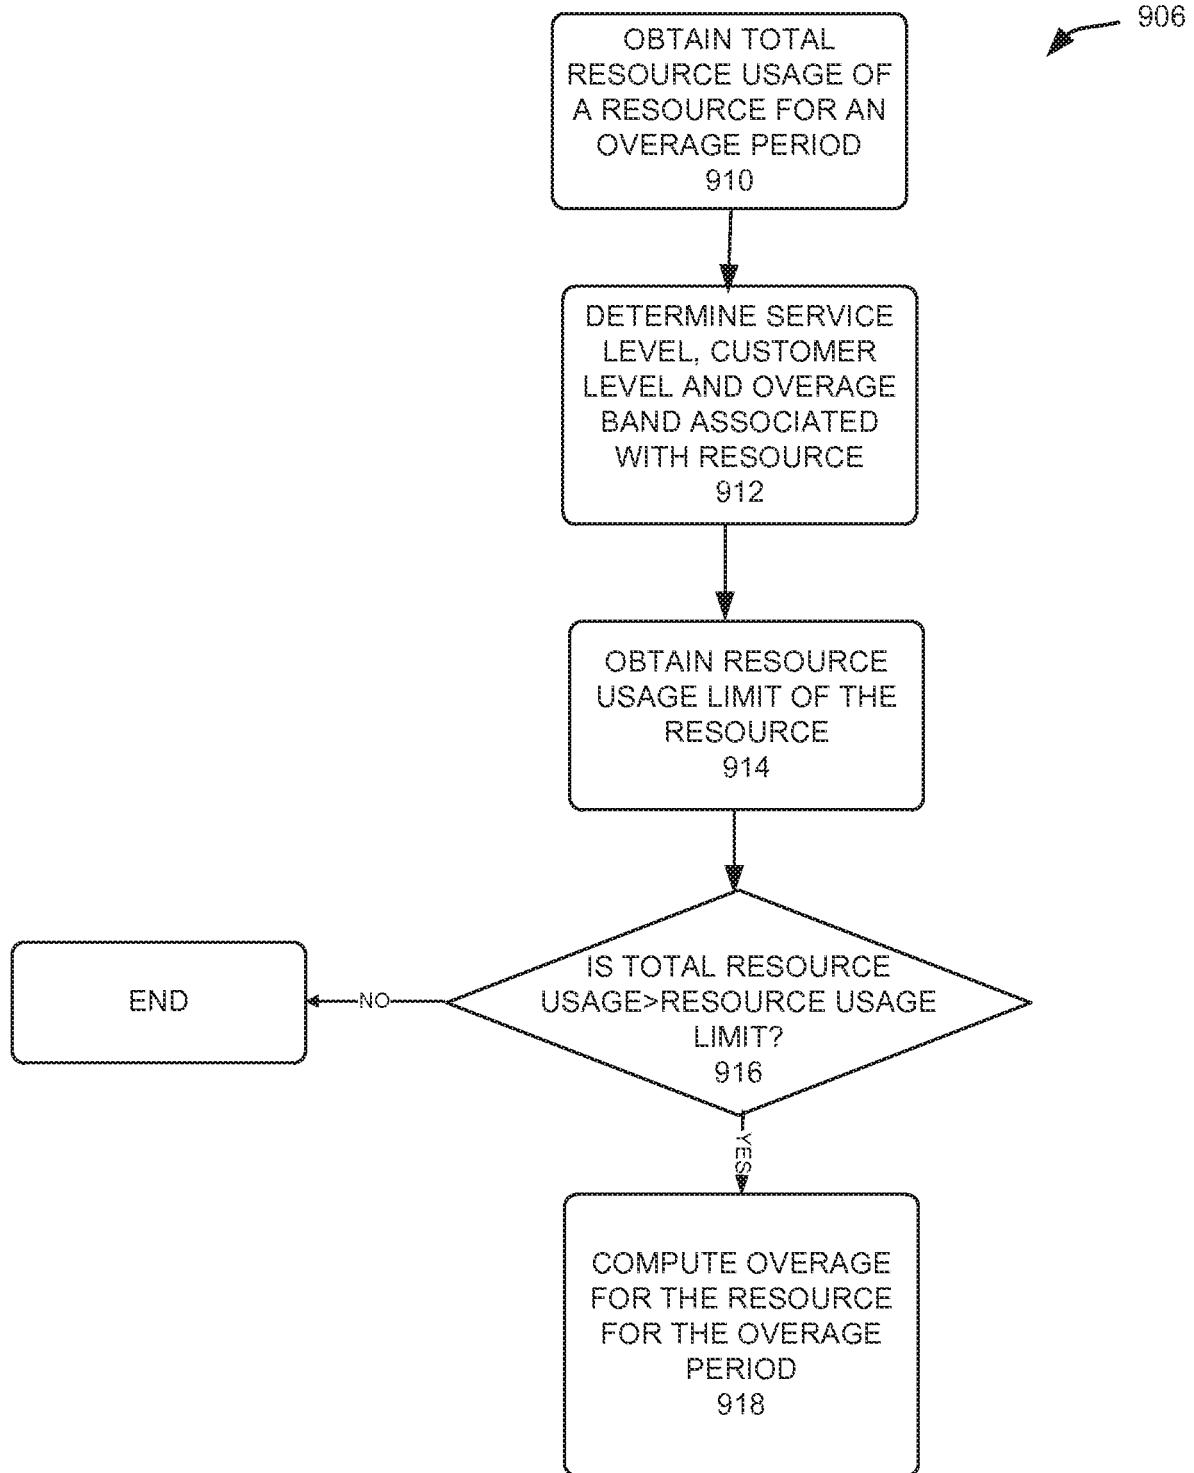 906
OBTAIN TOTAL
RESOURCE USAGE OF
A RESOURCE FOR AN
OVERAGE PERIOD
910
DETERMINE SERVICE
LEVEL, CUSTOMER
LEVEL AND OVERAGE
BAND ASSOCIATED
WITH RESOURCE
912
OBTAIN RESOURCE
USAGE LIMIT OF THE
RESOURCE
914
IS TOTAL RESOURCE
USAGE>RESOURCE USAGE
LIMIT?
916
NO
END
YES
COMPUTE OVERAGE
FOR THE RESOURCE
FOR THE OVERAGE
PERIOD
918